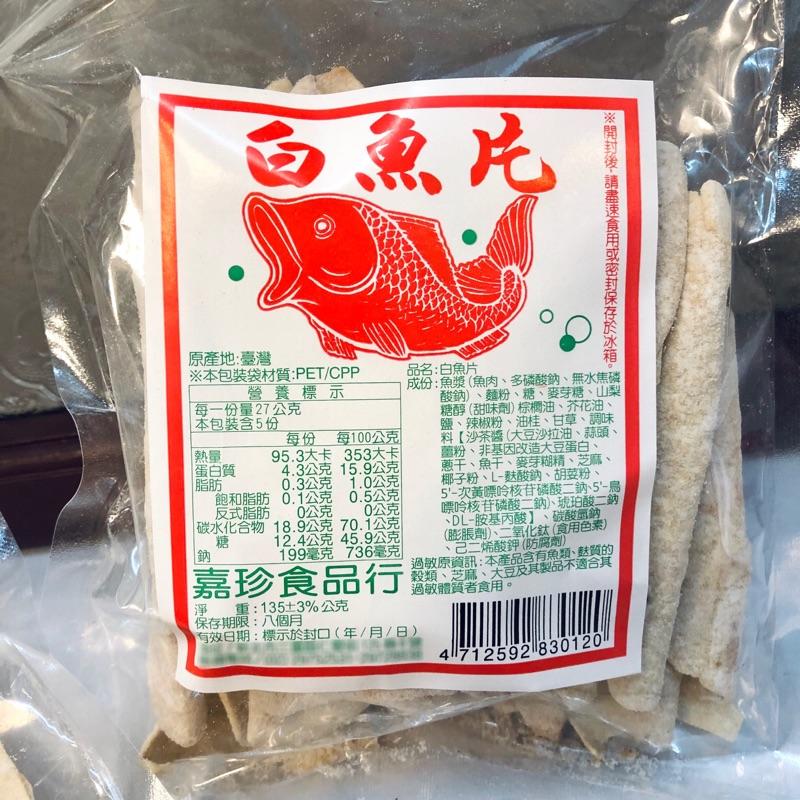 白魚片
※開封後，請盡速食用或密封保存於冰箱。
原產地:臺灣
※本包裝袋材質:PET/CPP
營養標示
每一份量27公克
本包裝含5份
每份 每100公克
熱量 95.3大卡 353大卡
蛋白質 4.3公克 15.9公克
脂肪 0.3公克 1.0公克
飽和脂肪 0.1公克 0.5公克
反式脂肪 0公克 0公克
碳水化合物 18.9公克 70.1公克
糖 12.4公克 45.9公克
鈉 199毫克 736毫克
嘉珍食品行
淨 重:135±3%公克
保存期限:八個月
有效日期:標示於封口(年/月/日)
品名:白魚片
成份:魚漿(魚肉、多磷酸鈉、無水焦磷
酸鈉)、麵粉、糖、麥芽糖、山梨
糖醇(甜味劑)棕櫚油、芥花油、
鹽、辣椒粉、油桂、甘草、調味
料【沙茶醬(大豆沙拉油、蒜頭、
薑粉、非基因改造大豆蛋白、
蔥干、魚干、麥芽糊精、芝麻、
椰子粉、L-麩酸鈉、胡荽粉、
5'-次黃嘌呤核苷磷酸二鈉、5'-鳥
嘌呤核苷磷酸二鈉)、琥珀酸二鈉
、DL-胺基丙酸】、碳酸氫鈉
(膨脹劑)、二氧化鈦(食用色素)
、己二烯酸鉀(防腐劑)
過敏原資訊:本產品含有魚類、麩質的
穀類、芝麻、大豆及其製品不適合其
過敏體質者食用。
4 712592 830120